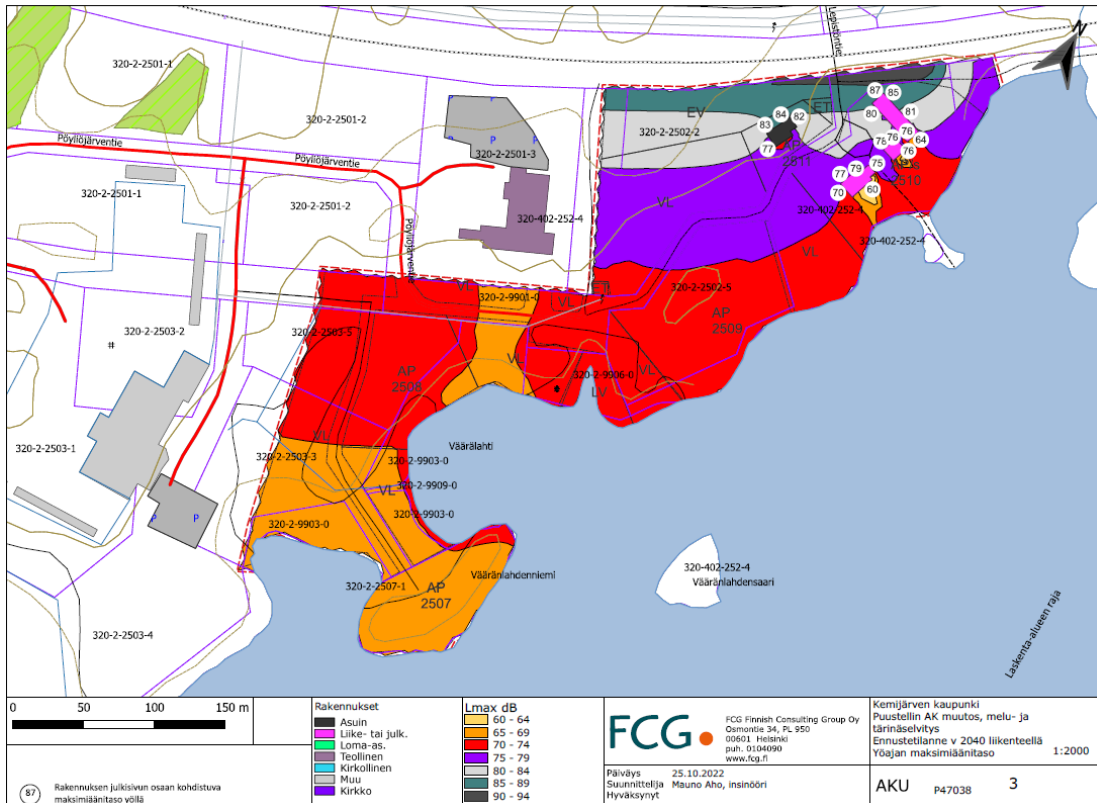 N
Lepistöntie
320-2-2501-1
320-2-2501-2
P
P
P
320-2-2501-3
Pöyliöjärventie
Pöyliöjärventie
320-2-2501-1
320-2-2501-2
320-402-252-4
Pöyliöjärventie
EV
320-2-2502-2
ET
87
85
80
81
84
82
83
77
AP
2511
76
76
76
64
76
75
79
77
70
60
2510
VL
320-402-252-4
320-402-252-4
VL
320-2-2502-5
AP
2509
VL
320-2-9901-0
VL
ET
320-2-2503-5
320-2-2503-2
#
AP
2508
VL
320-2-9906-0
VL
LV
VL
320-2-2503-1
320-2-2503-3
Väärälahti
320-2-9903-0
320-2-9909-0
VL
320-2-9903-0
320-2-9903-0
P
P
320-2-2507-1
AP
2507
Vääränlahdenniemi
320-402-252-4
Vääränlahdensaari
320-2-2503-4
Laskenta-alueen raja
0
50
100
150 m
87
Rakennuksen julkisivun osaan kohdistuva
maksimiäänitaso yöllä
Rakennukset
Asuin
Liike- tai julk.
Loma-as.
Teollinen
Kirkollinen
Muu
Kirkko
Lmax dB
60 - 64
65 - 69
70 - 74
75 - 79
80 - 84
85 - 89
90 - 94
FCG
FCG Finnish Consulting Group Oy
Osmontie 34, PL 950
00601 Helsinki
puh. 0104090
www.fcg.fi
Päiväys 25.10.2022
Suunnittelija Mauno Aho, insinööri
Hyväksynyt
Kemijärven kaupunki
Puustellin AK muutos, melu- ja
tärinäselvitys
Ennustetilanne v 2040 liikenteellä
Yöajan maksimiäänitaso 1:2000
AKU P47038 3